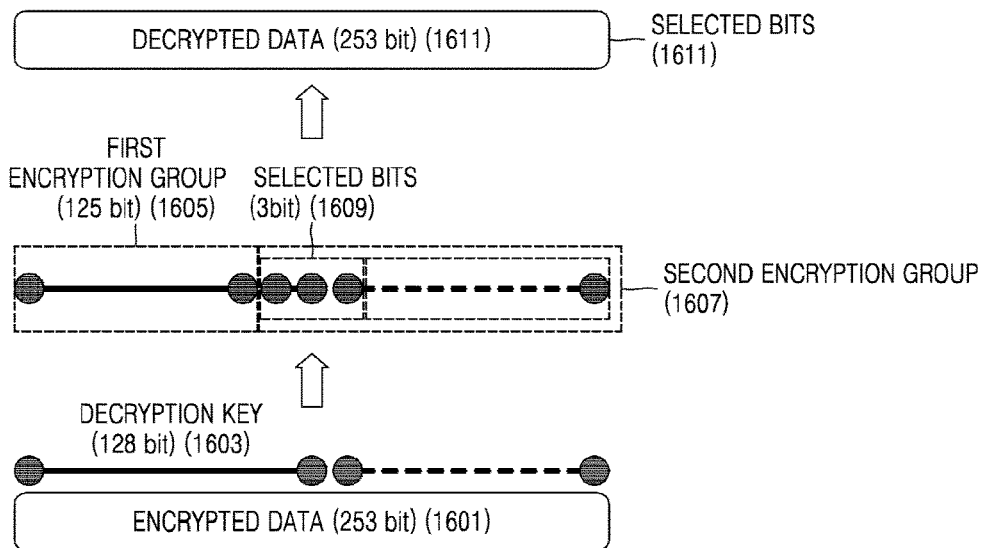 DECRYPTED DATA (253 bit) (1611)
SELECTED BITS
(1611)
FIRST
ENCRYPTION GROUP
(125 bit) (1605)
SELECTED BITS
(3bit) (1609)
SECOND ENCRYPTION GROUP
(1607)
DECRYPTION KEY
(128 bit) (1603)
ENCRYPTED DATA (253 bit) (1601)